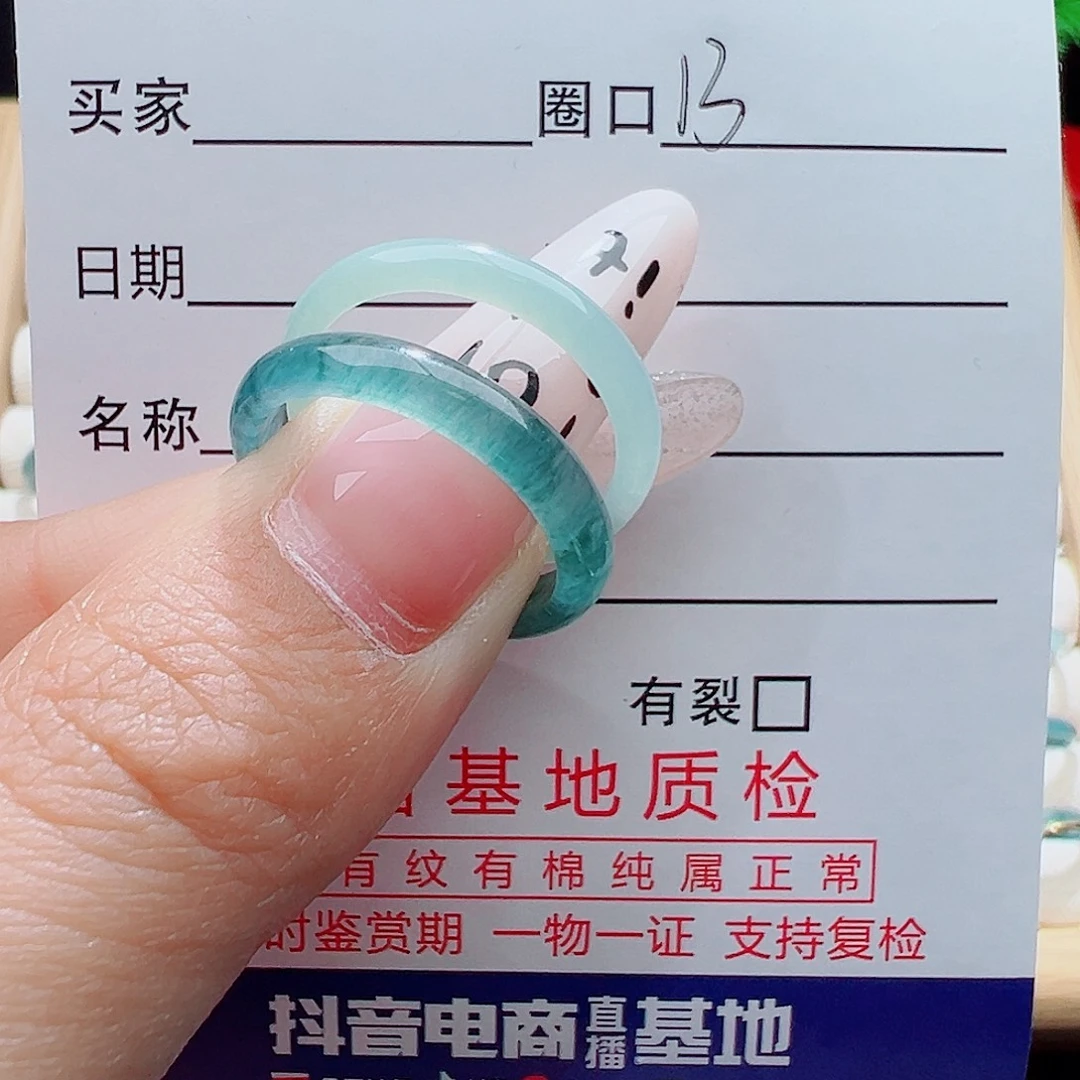 买家 圈口 13
日期
名称
有裂
基地质检
有纹有棉纯属正常
时鉴赏期 一物一证 支持复检
抖音电商直播基地